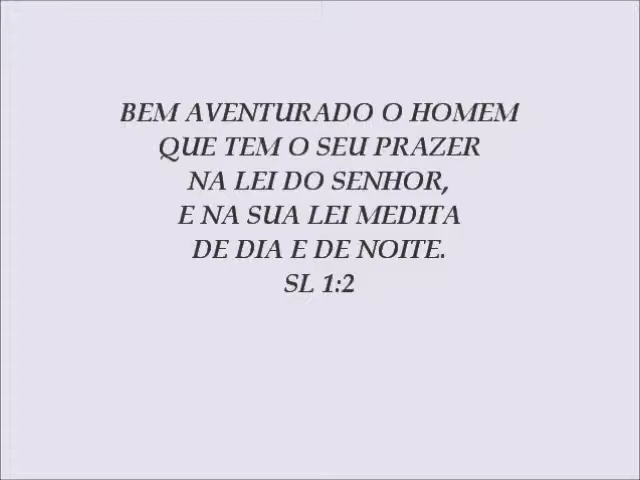 BEM AVENTURADO O HOMEM
QUE TEM O SEU PRAZER
NA LEI DO SENHOR,
E NA SUA LEI MEDITA
DE DIA E DE NOITE.
SL 1:2